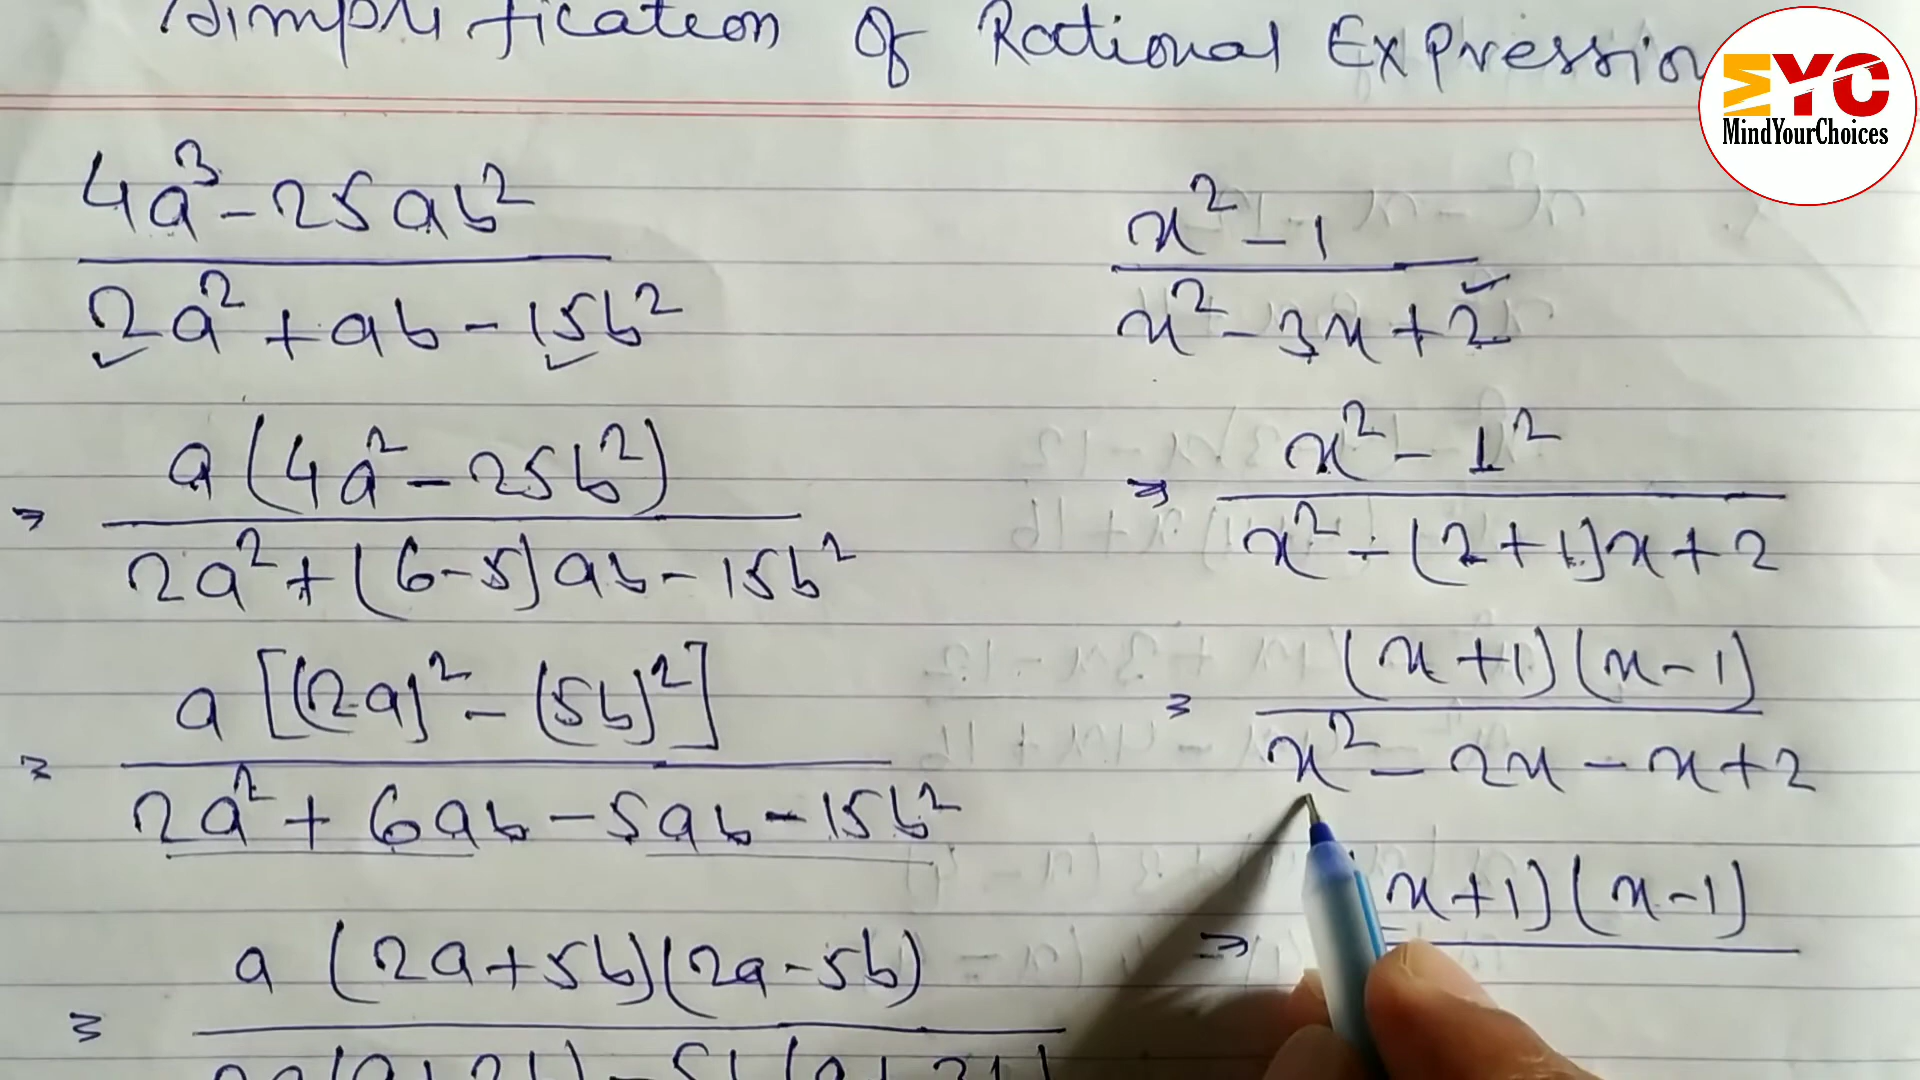 Simplification Of Rational Expression
MYC
MindYourChoices
4a³ - 25ab²
2a² + ab - 15b²
⇒ a(4a² - 25b²)
2a² + (6-5)ab - 15b²
= a[(2a)² - (5b)²]
2a² + 6ab - 5ab - 15b²
= a(2a+5b)(2a-5b)
x² - 1
x² - 3x + 2
⇒ x² - 1²
x² - (2+1)x + 2
= (x+1)(x-1)
x² - 2x - x + 2
⇒ x+1)(x-1)